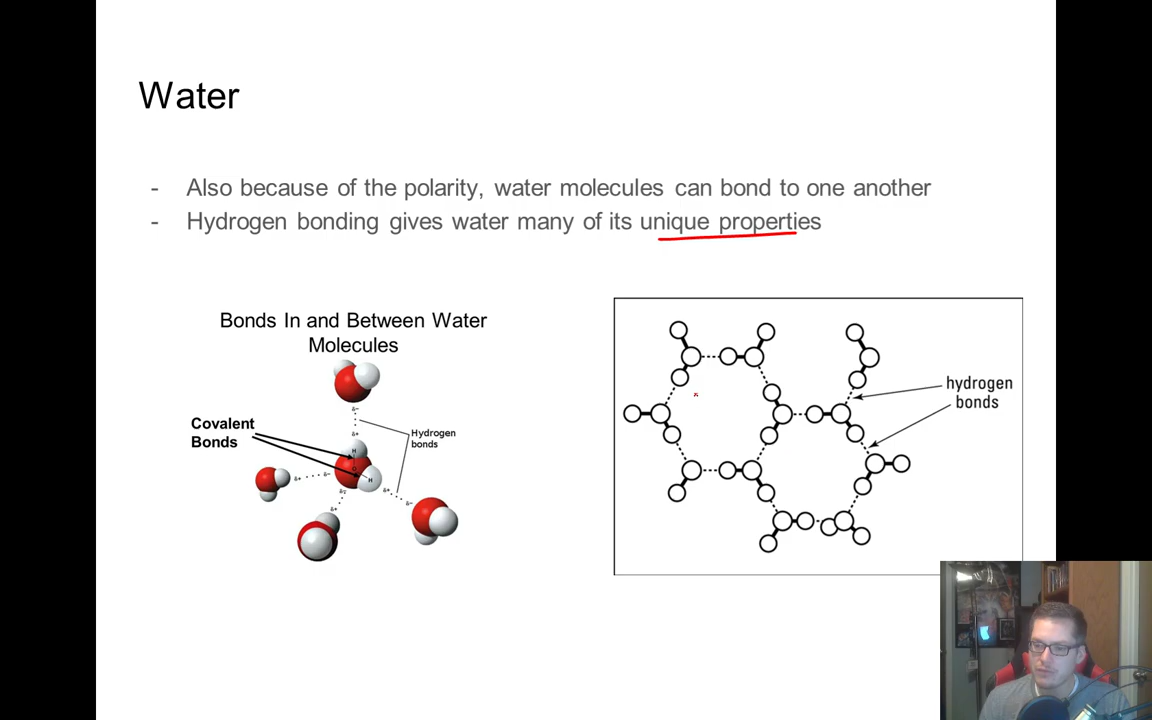 Water
- Also because of the polarity, water molecules can bond to one another
- Hydrogen bonding gives water many of its unique properties
Bonds In and Between Water
Molecules
Covalent
Bonds
Hydrogen
bonds
δ-
δ+
H
O
H
δ+
δ-
δ-
δ+
δ+
δ-
hydrogen
bonds